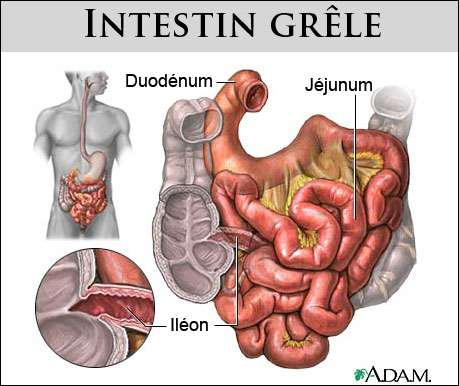 INTESTIN GRÊLE
Duodénum
Jéjunum
Iléon
A.D.A.M.